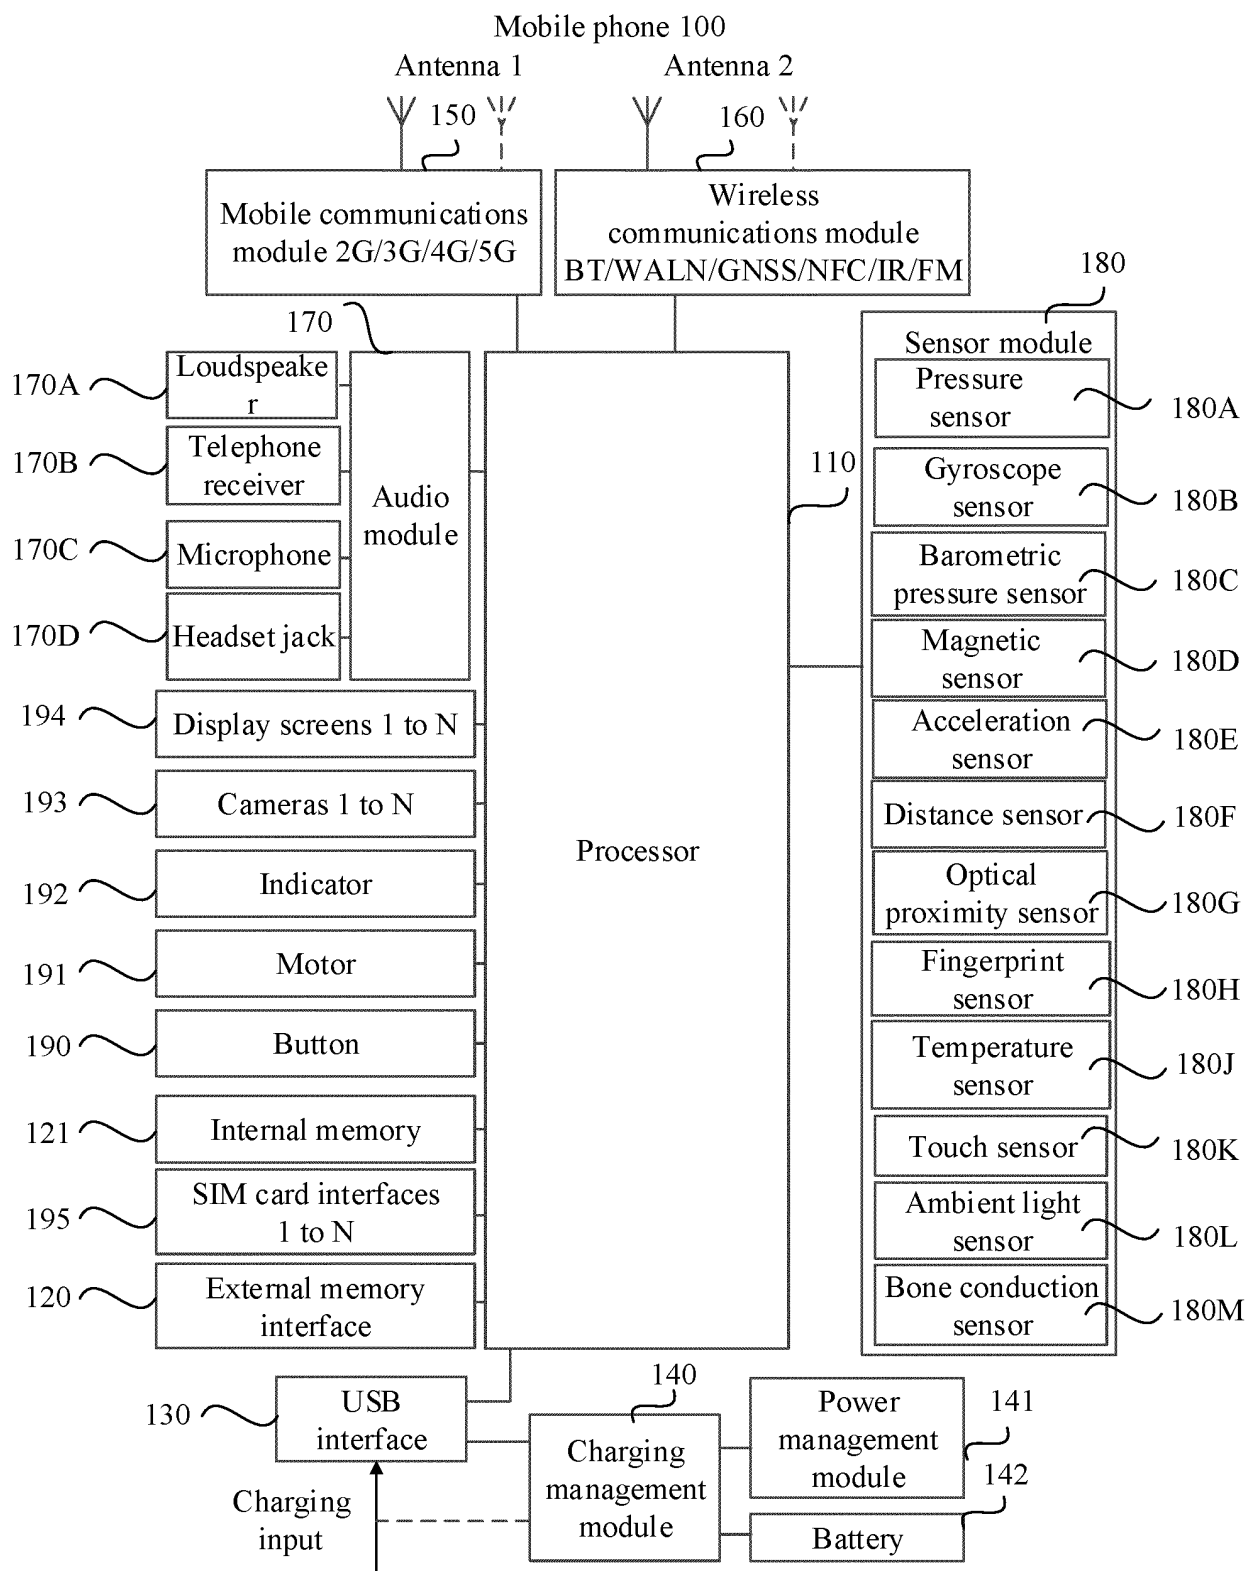 Mobile phone 100
Antenna 1
Antenna 2
150
160
Mobile communications
module 2G/3G/4G/5G
Wireless
communications module
BT/WALN/GNSS/NFC/IR/FM
170
180
Sensor module
170A
Loudspeake
r
170B
Telephone
receiver
170C
Microphone
170D
Headset jack
Audio
module
194
Display screens 1 to N
193
Cameras 1 to N
192
Indicator
191
Motor
190
Button
121
Internal memory
195
SIM card interfaces
1 to N
120
External memory
interface
Processor
110
Pressure
sensor
180A
Gyroscope
sensor
180B
Barometric
pressure sensor
180C
Magnetic
sensor
180D
Acceleration
sensor
180E
Distance sensor
180F
Optical
proximity sensor
180G
Fingerprint
sensor
180H
Temperature
sensor
180J
Touch sensor
180K
Ambient light
sensor
180L
Bone conduction
sensor
180M
130
USB
interface
Charging
input
140
Charging
management
module
Power
management
module
141
142
Battery